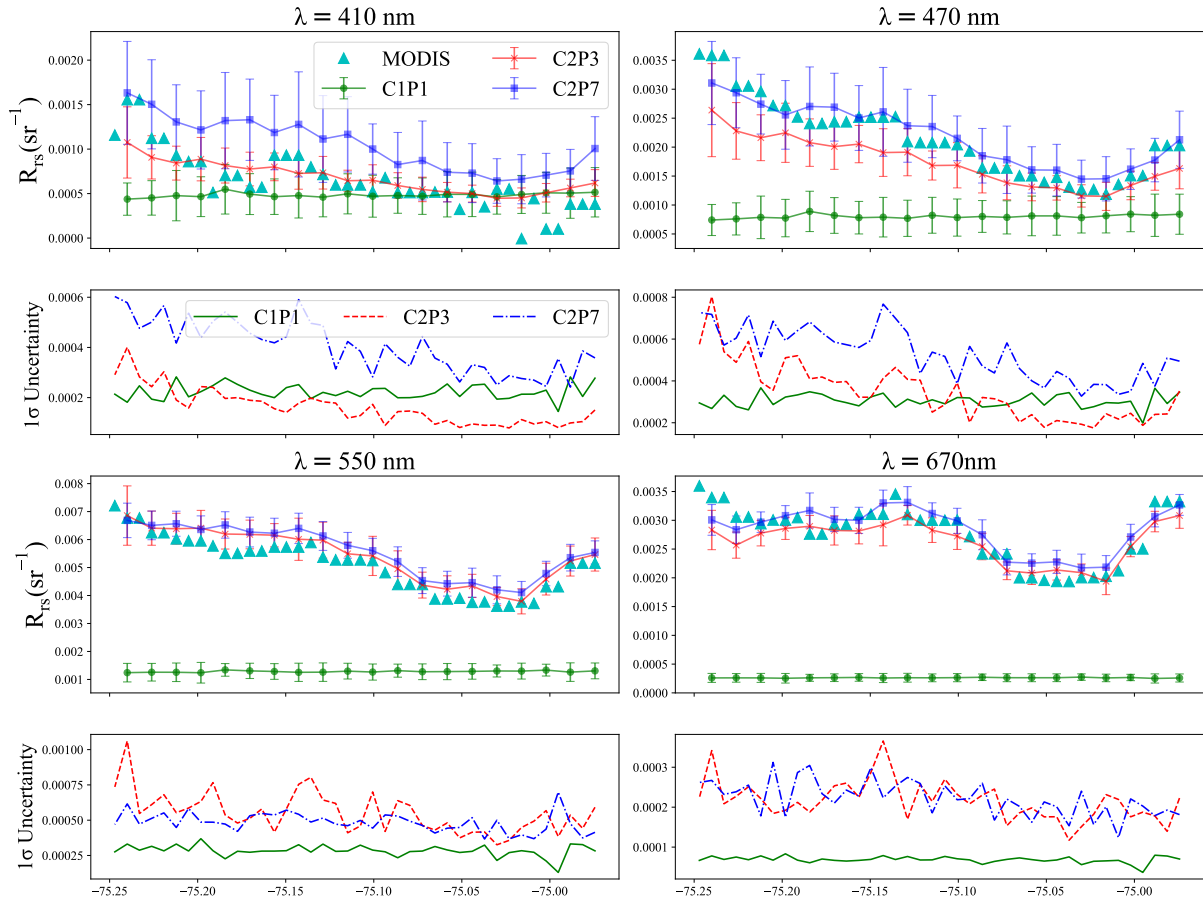 λ = 410 nm
λ = 470 nm
R_rs(sr⁻¹)
0.0020
0.0015
0.0010
0.0005
0.0000
MODIS
C1P1
C2P3
C2P7
0.0035
0.0030
0.0025
0.0020
0.0015
0.0010
0.0005
1σ Uncertainty
0.0006
0.0004
0.0002
C1P1 C2P3 C2P7
0.0008
0.0006
0.0004
0.0002
λ = 550 nm
λ = 670nm
R_rs(sr⁻¹)
0.008
0.007
0.006
0.005
0.004
0.003
0.002
0.001
0.0035
0.0030
0.0025
0.0020
0.0015
0.0010
0.0005
0.0000
1σ Uncertainty
0.00100
0.00075
0.00050
0.00025
0.0003
0.0002
0.0001
−75.25 −75.20 −75.15 −75.10 −75.05 −75.00
−75.25 −75.20 −75.15 −75.10 −75.05 −75.00